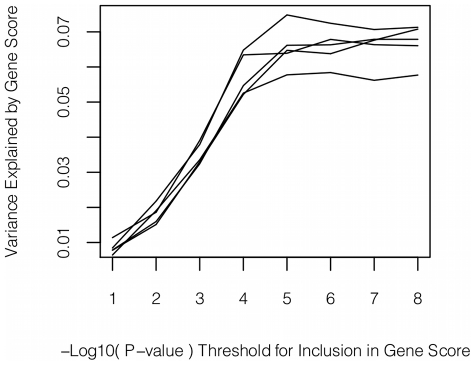 Variance Explained by Gene Score
0.07
0.05
0.03
0.01
1 2 3 4 5 6 7 8
−Log10( P−value ) Threshold for Inclusion in Gene Score